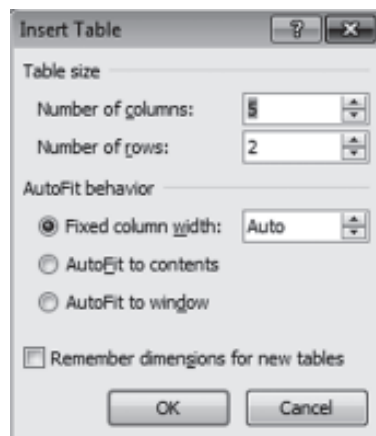 Insert Table
Table size
Number of columns: 5
Number of rows: 2
AutoFit behavior
Fixed column width: Auto
AutoFit to contents
AutoFit to window
Remember dimensions for new tables
OK Cancel